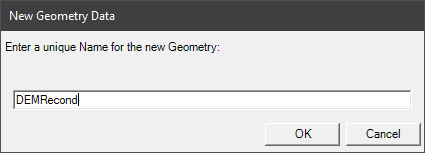 New Geometry Data
Enter a unique Name for the new Geometry:
DEMRecond
OK Cancel